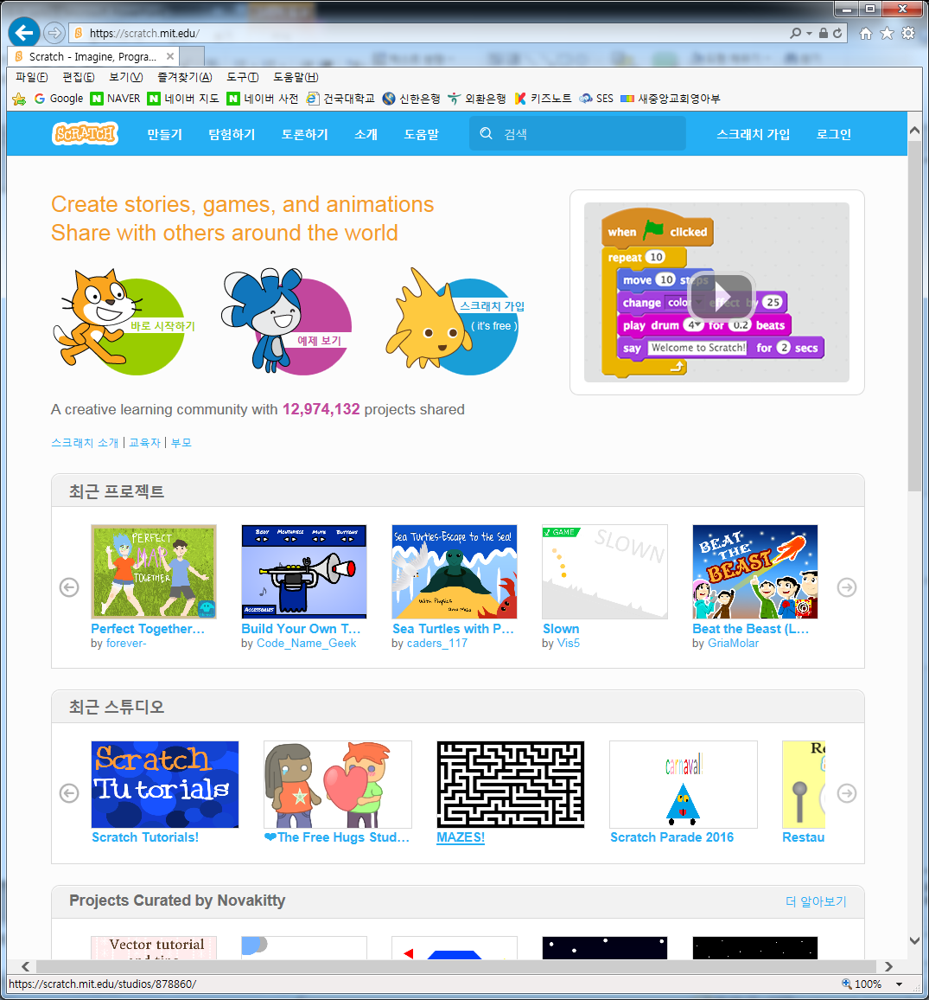 https://scratch.mit.edu/
Scratch - Imagine, Progra...
파일(F) 편집(E) 보기(V) 즐겨찾기(A) 도구(T) 도움말(H)
Google NAVER 네이버 지도 네이버 사전 건국대학교 신한은행 외환은행 키즈노트 SES 새중앙교회영아부
SCRATCH 만들기 탐험하기 토론하기 소개 도움말 검색 스크래치 가입 로그인
Create stories, games, and animations
Share with others around the world
바로 시작하기
예제 보기
스크래치 가입
( it's free )
when clicked
repeat 10
move 10 steps
change color effect by 25
play drum 4 for 0.2 beats
say Welcome to Scratch! for 2 secs
A creative learning community with 12,974,132 projects shared
스크래치 소개 | 교육자 | 부모
최근 프로젝트
PERFECT
MAP
TOGETHER
BODY MOUTHPIECE MUTE BUTTONS
ACCESSORIES
Sea Turtles-Escape to the Sea!
With Physics
GAME
SLOWN
BEAT
THE
BEAST
Perfect Together...
by forever-
Build Your Own T...
by Code_Name_Geek
Sea Turtles with P...
by caders_117
Slown
by Vis5
Beat the Beast (L...
by GriaMolar
최근 스튜디오
Scratch
Tutorials
carnaval!
Re
Scratch Tutorials!
❤The Free Hugs Stud...
MAZES!
Scratch Parade 2016
Restau
Projects Curated by Novakitty
더 알아보기
Vector tutorial
and tips
https://scratch.mit.edu/studios/878860/
100%